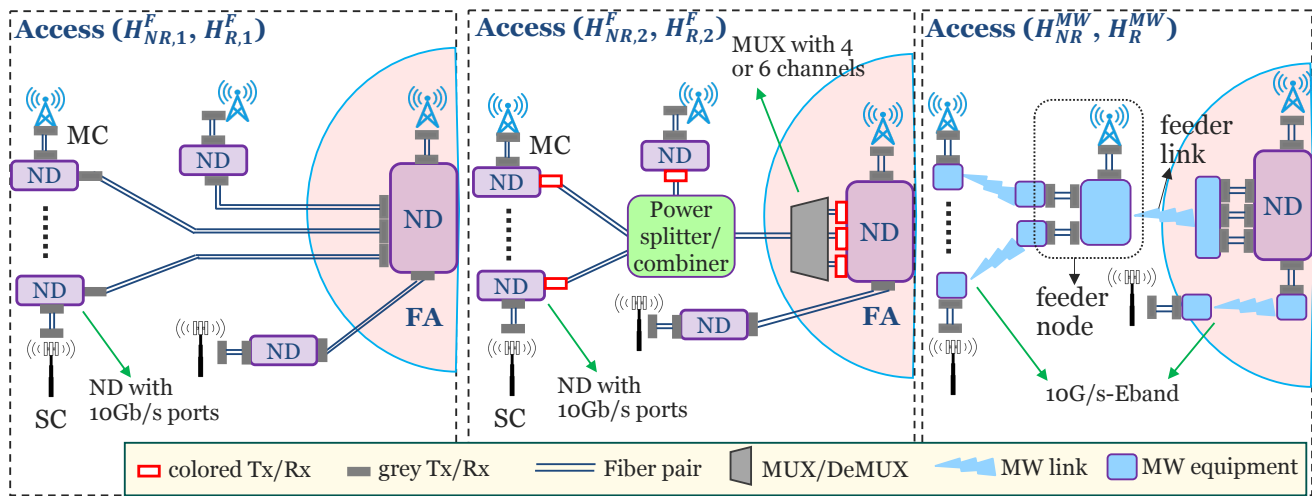 Access (H^F_{NR,1}, H^F_{R,1})
MC
ND
ND
ND
ND
FA
ND
SC
ND with
10Gb/s ports
Access (H^F_{NR,2}, H^F_{R,2})
MUX with 4
or 6 channels
MC
ND
ND
Power
splitter/
combiner
ND
ND
FA
ND
SC
ND with
10Gb/s ports
Access (H^{MW}_{NR}, H^{MW}_R)
feeder
link
ND
feeder
node
10G/s-Eband
colored Tx/Rx
grey Tx/Rx
Fiber pair
MUX/DeMUX
MW link
MW equipment